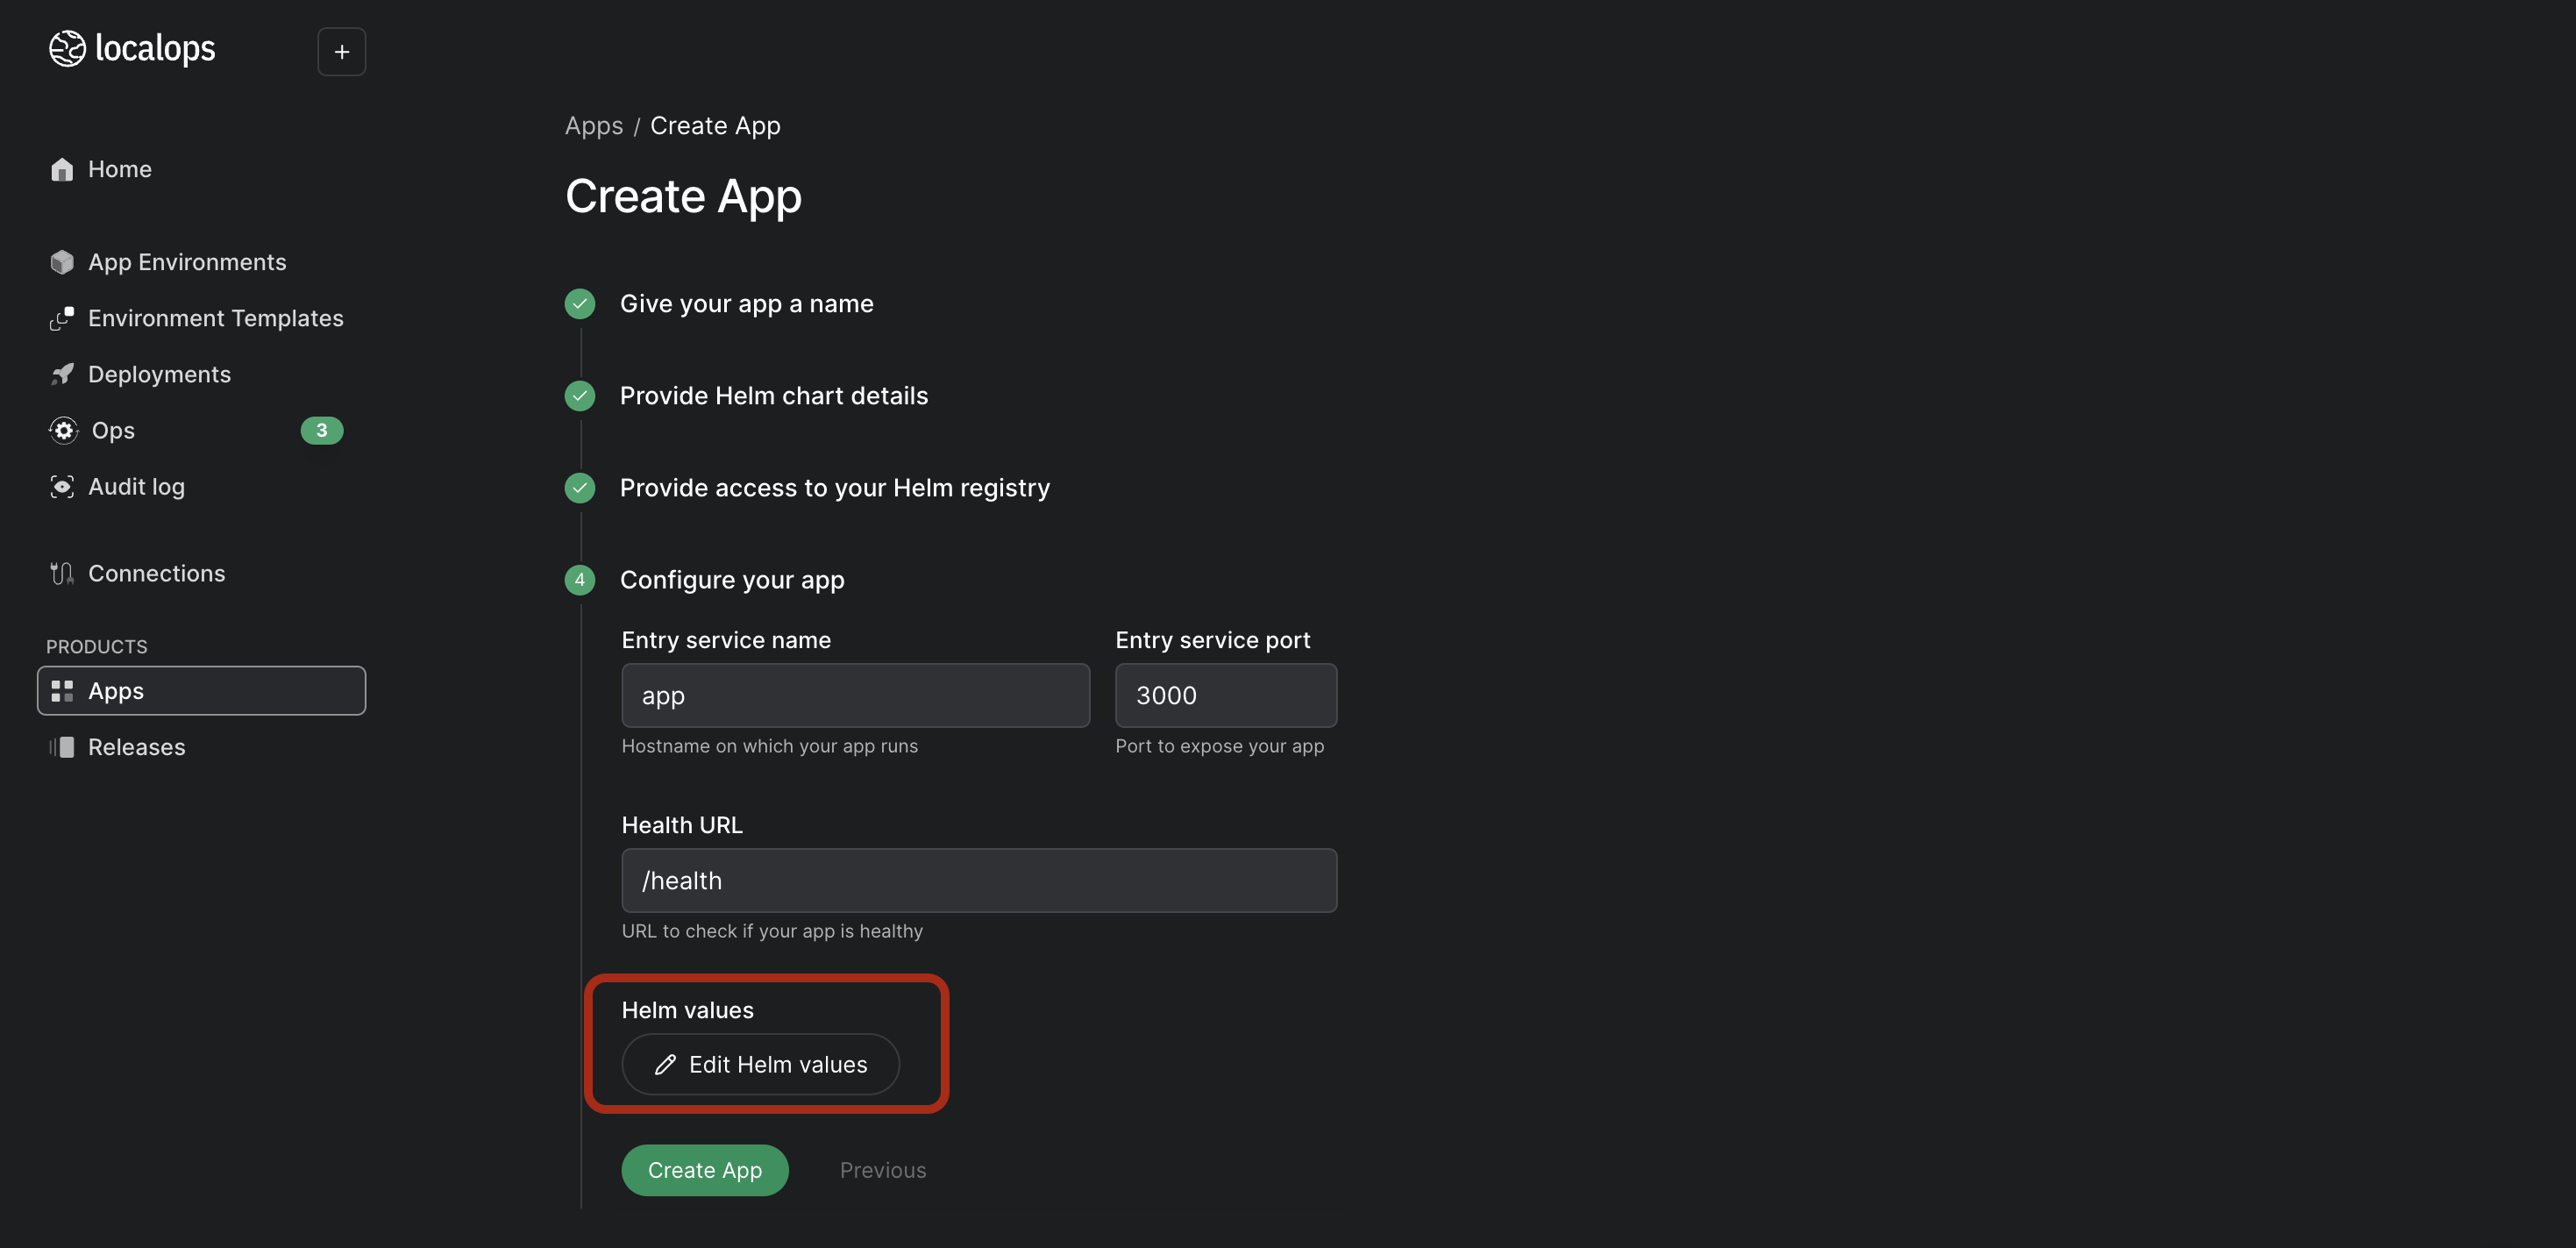 localops
+
Home
App Environments
Environment Templates
Deployments
Ops 3
Audit log
Connections
PRODUCTS
Apps
Releases
Apps / Create App
Create App
Give your app a name
Provide Helm chart details
Provide access to your Helm registry
4 Configure your app
Entry service name Entry service port
app 3000
Hostname on which your app runs Port to expose your app
Health URL
/health
URL to check if your app is healthy
Helm values
Edit Helm values
Create App Previous